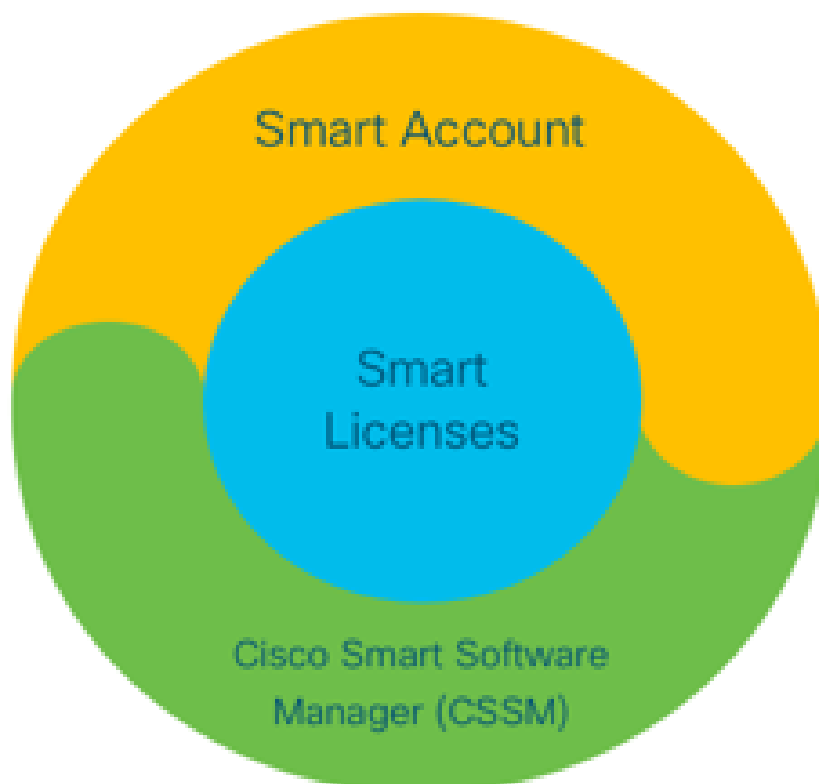 Smart Account
Smart
Licenses
Cisco Smart Software
Manager (CSSM)